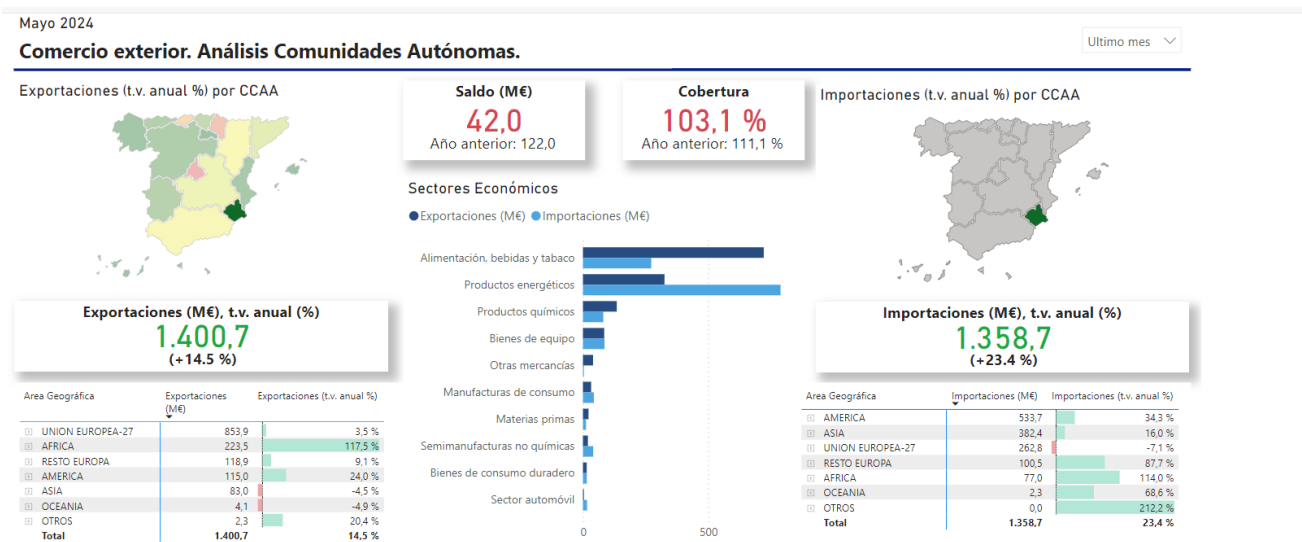 Mayo 2024
Comercio exterior. Análisis Comunidades Autónomas.
Ultimo mes
Exportaciones (t.v. anual %) por CCAA
Saldo (M€)
42,0
Año anterior: 122,0
Cobertura
103,1 %
Año anterior: 111,1 %
Importaciones (t.v. anual %) por CCAA
Sectores Económicos
Exportaciones (M€) Importaciones (M€)
Alimentación, bebidas y tabaco
Productos energéticos
Productos químicos
Bienes de equipo
Otras mercancías
Manufacturas de consumo
Materias primas
Semimanufacturas no químicas
Bienes de consumo duradero
Sector automóvil
0 500
Exportaciones (M€), t.v. anual (%)
1.400,7
(+14.5 %)
Area Geográfica Exportaciones (M€) Exportaciones (t.v. anual %)
UNION EUROPEA-27 853,9 3,5 %
AFRICA 223,5 117,5 %
RESTO EUROPA 118,9 9,1 %
AMERICA 115,0 24,0 %
ASIA 83,0 -4,5 %
OCEANIA 4,1 -4,9 %
OTROS 2,3 20,4 %
Total 1.400,7 14,5 %
Importaciones (M€), t.v. anual (%)
1.358,7
(+23.4 %)
Area Geográfica Importaciones (M€) Importaciones (t.v. anual %)
AMERICA 533,7 34,3 %
ASIA 382,4 16,0 %
UNION EUROPEA-27 262,8 -7,1 %
RESTO EUROPA 100,5 87,7 %
AFRICA 77,0 114,0 %
OCEANIA 2,3 68,6 %
OTROS 0,0 212,2 %
Total 1.358,7 23,4 %